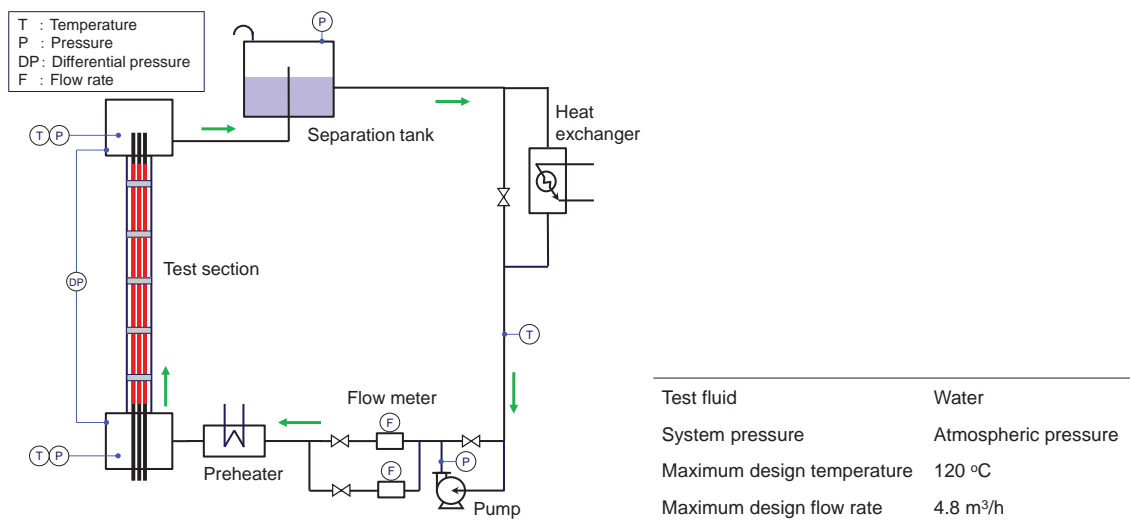 T : Temperature
P : Pressure
DP : Differential pressure
F : Flow rate
P
Separation tank
Heat
exchanger
T P
DP
Test section
T
Flow meter
F
F
P
T P
Preheater
Pump
Test fluid Water
System pressure Atmospheric pressure
Maximum design temperature 120 °C
Maximum design flow rate 4.8 m³/h